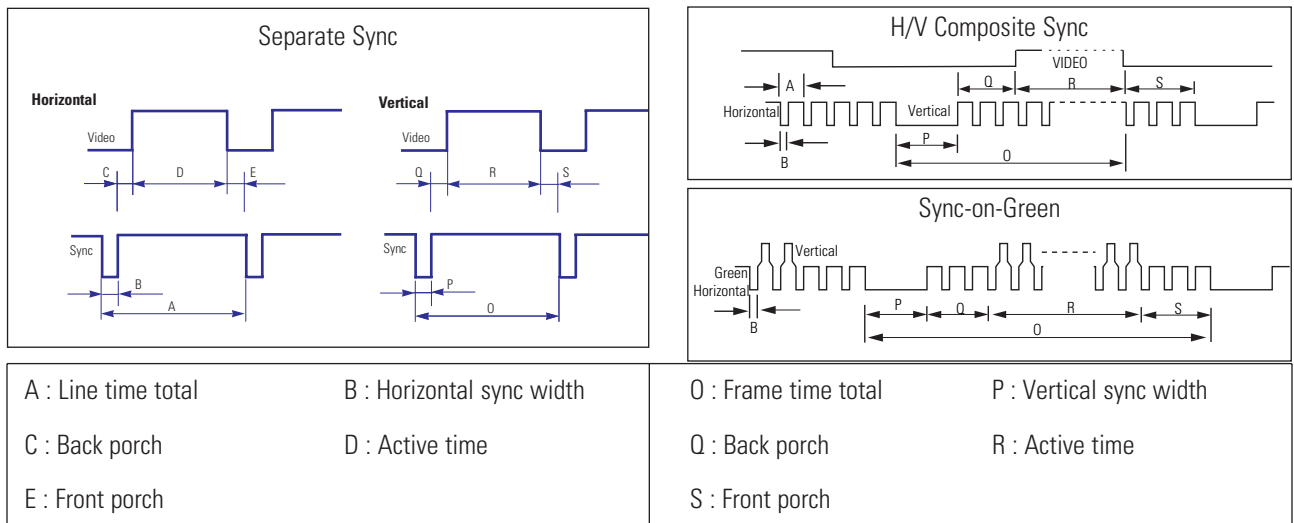 Separate Sync
Horizontal
Vertical
Video
Video
C D E
Q R S
Sync
Sync
B
P
A
O
H/V Composite Sync
VIDEO
A Q R S
Horizontal Vertical
P
B O
Sync-on-Green
Vertical
Green
Horizontal
P Q R S
B
O
A : Line time total B : Horizontal sync width
C : Back porch D : Active time
E : Front porch
O : Frame time total P : Vertical sync width
Q : Back porch R : Active time
S : Front porch